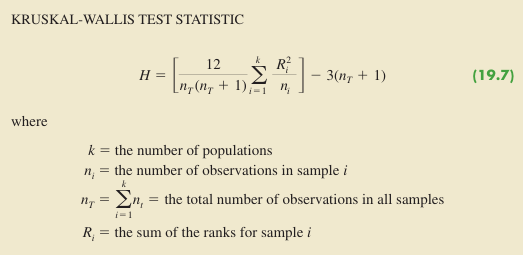 KRUSKAL-WALLIS TEST STATISTIC
H = [ 12 / n_T(n_T + 1) ∑_{i=1}^{k} R_i^2 / n_i ] − 3(n_T + 1) (19.7)
where
k = the number of populations
n_i = the number of observations in sample i
n_T = ∑_{i=1}^{k} n_i = the total number of observations in all samples
R_i = the sum of the ranks for sample i